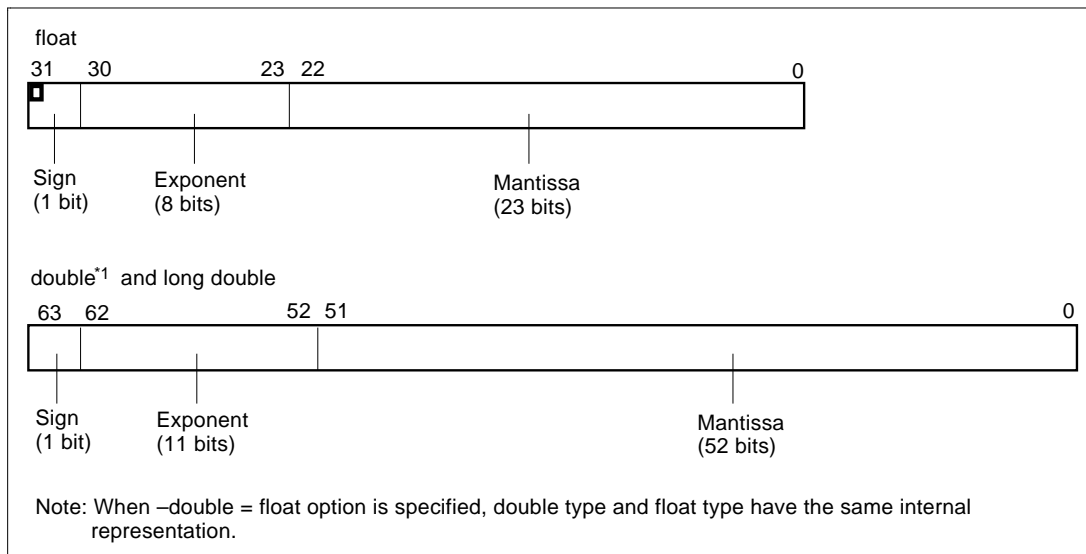 float
31 30 23 22 0
Sign Exponent Mantissa
(1 bit) (8 bits) (23 bits)
double*1 and long double
63 62 52 51 0
Sign Exponent Mantissa
(1 bit) (11 bits) (52 bits)
Note: When –double = float option is specified, double type and float type have the same internal
representation.